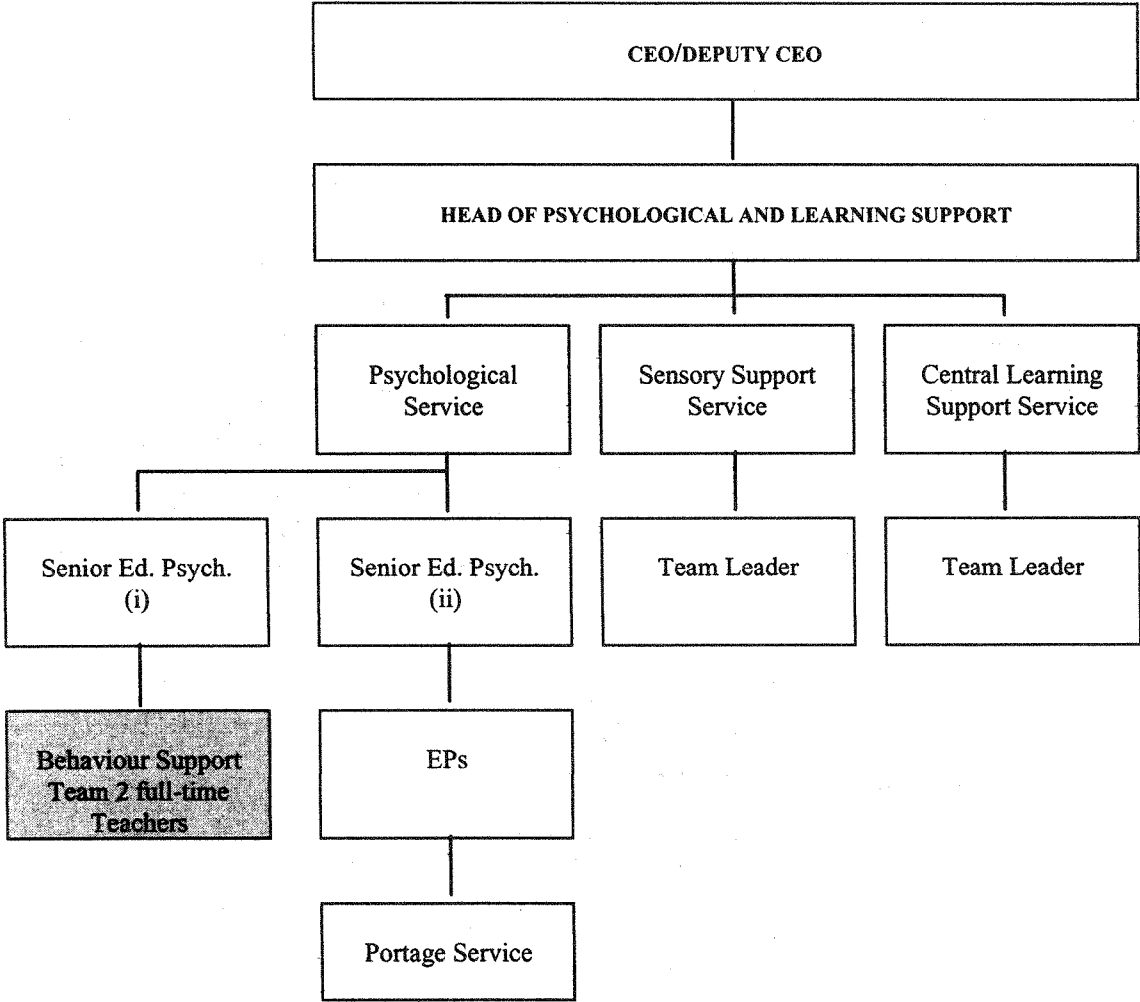 CEO/DEPUTY CEO
HEAD OF PSYCHOLOGICAL AND LEARNING SUPPORT
Psychological
Service
Sensory Support
Service
Central Learning
Support Service
Senior Ed. Psych.
(i)
Senior Ed. Psych.
(ii)
Team Leader
Team Leader
Behaviour Support
Team 2 full-time
Teachers
EPs
Portage Service